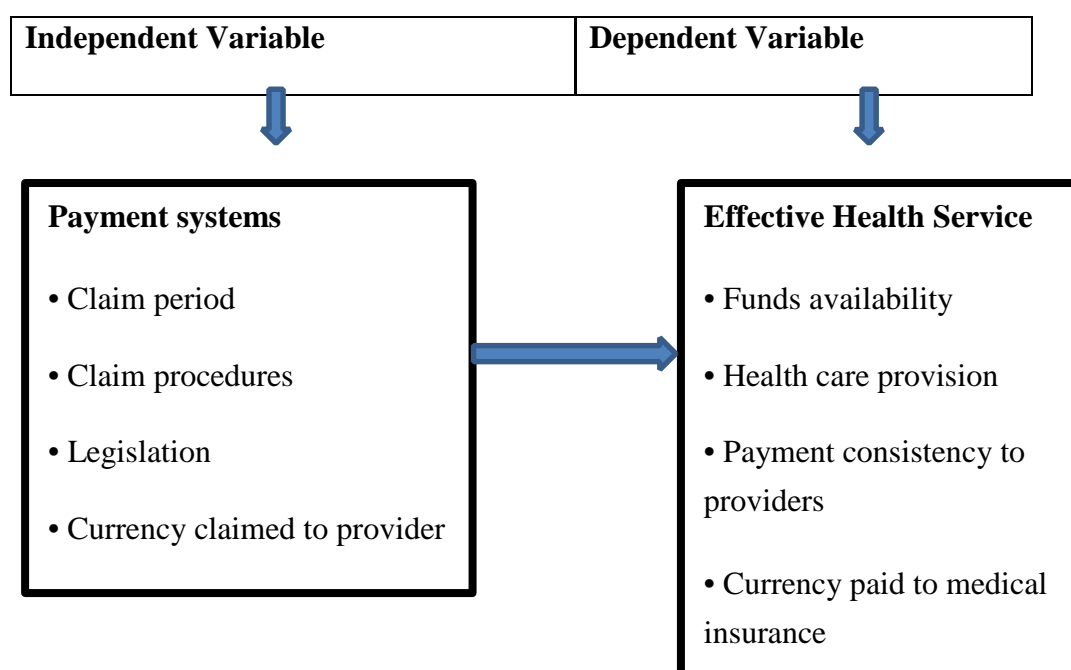 Independent Variable
Dependent Variable
Payment systems
• Claim period
• Claim procedures
• Legislation
• Currency claimed to provider
Effective Health Service
• Funds availability
• Health care provision
• Payment consistency to
providers
• Currency paid to medical
insurance